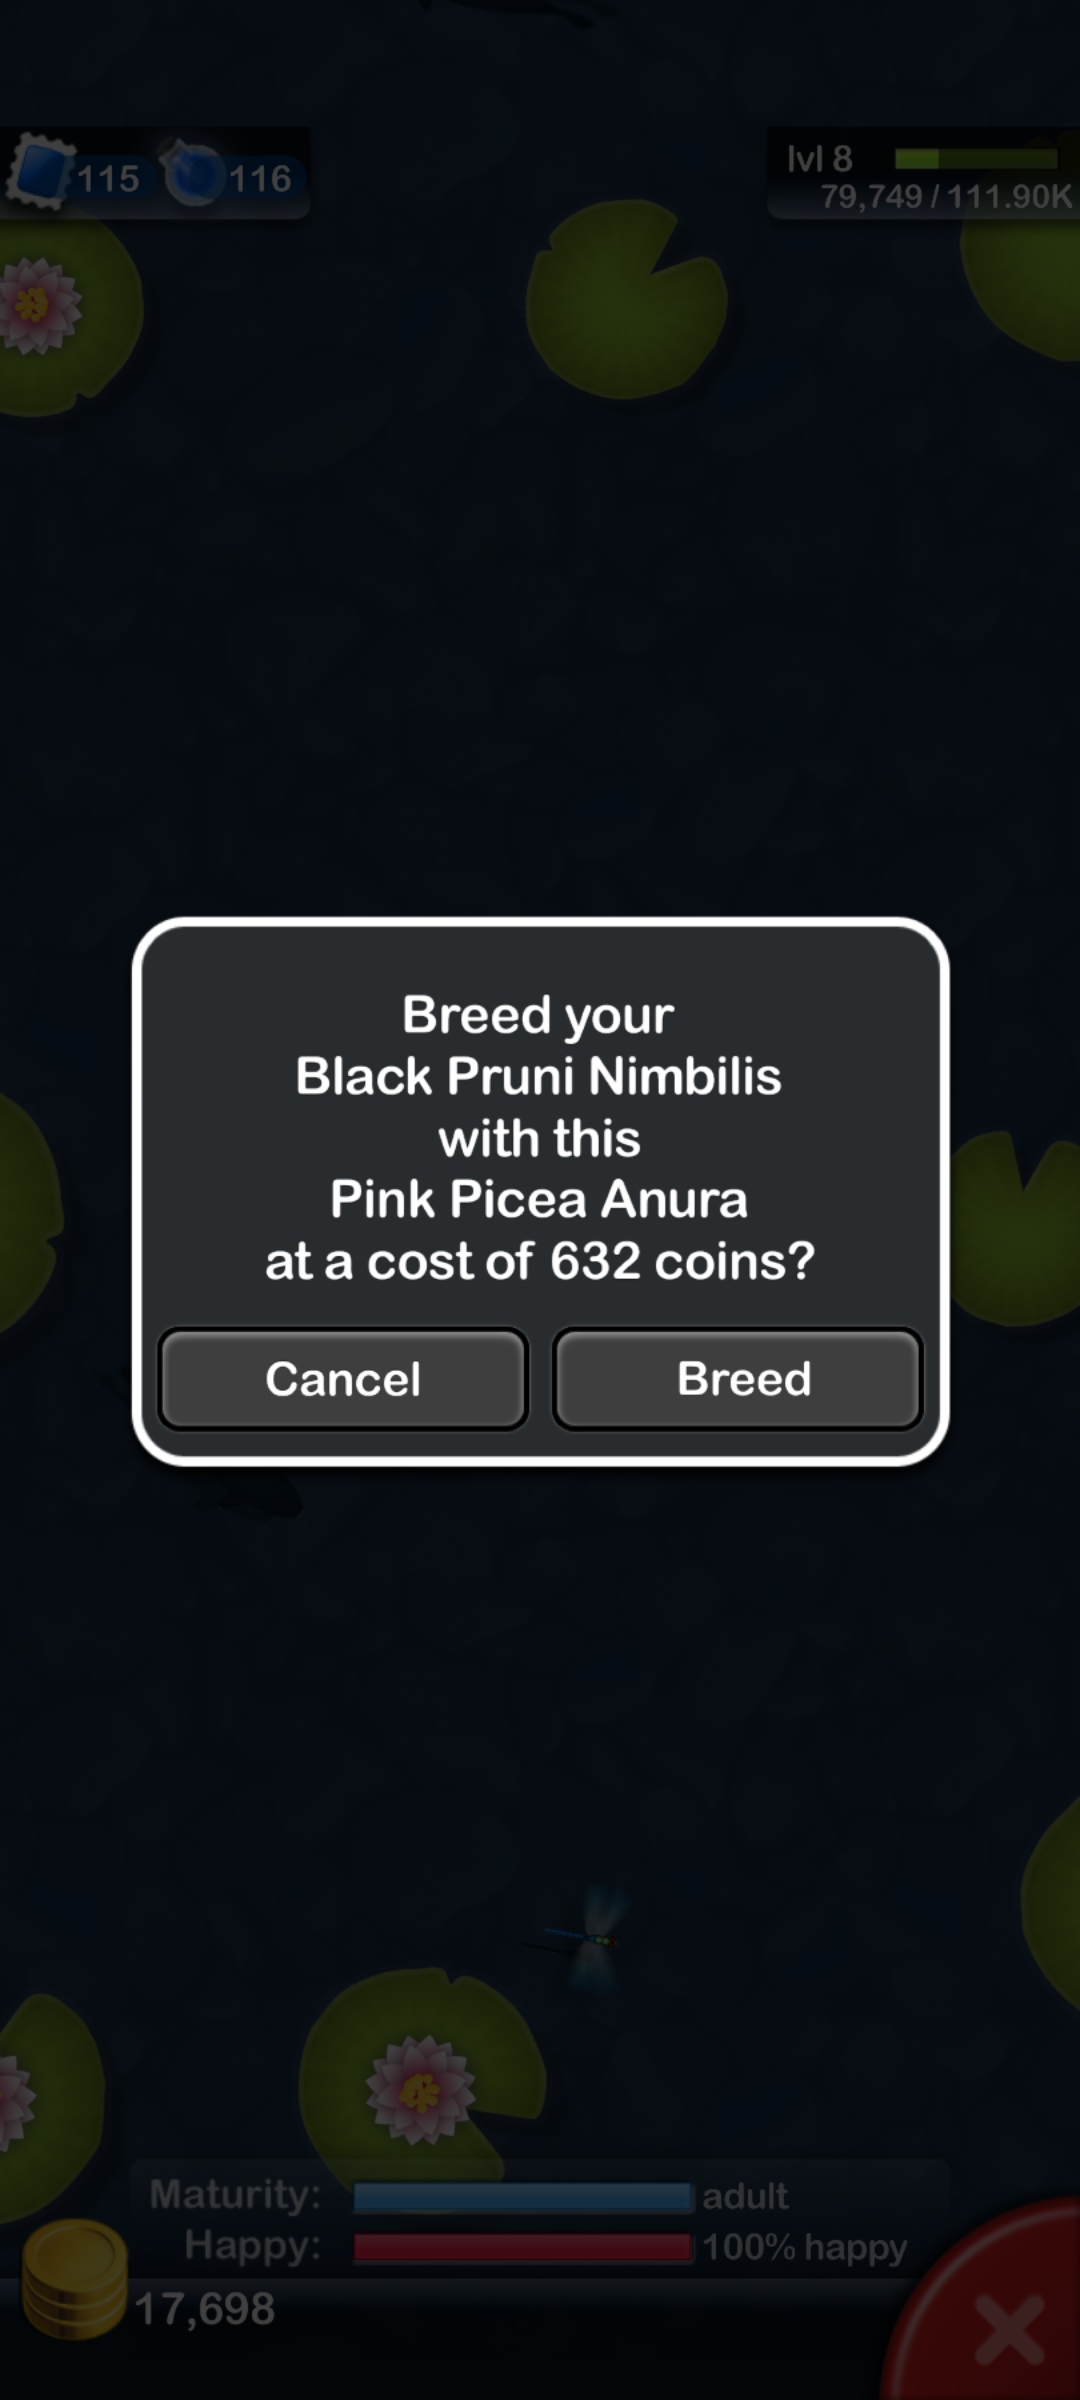 115
116
lvl 8
79,749 / 111.90K
Breed your
Black Pruni Nimbilis
with this
Pink Picea Anura
at a cost of 632 coins?
Cancel
Breed
Maturity:
adult
Happy:
100% happy
17,698